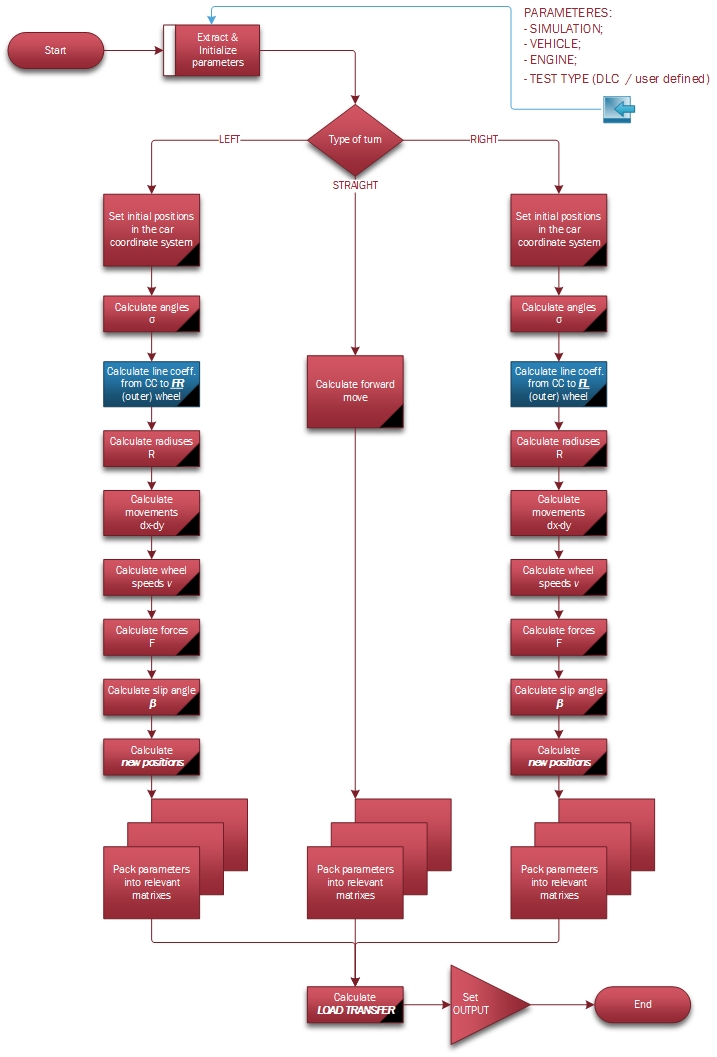 PARAMETERES:
- SIMULATION;
- VEHICLE;
- ENGINE;
- TEST TYPE (DLC / user defined)
Start
Extract &
Initialize
parameters
Type of turn
LEFT
RIGHT
STRAIGHT
Set initial positions
in the car
coordinate system
Calculate angles
σ
Calculate line coeff.
from CC to FR
(outer) wheel
Calculate radiuses
R
Calculate
movements
dx-dy
Calculate wheel
speeds v
Calculate forces
F
Calculate slip angle
β
Calculate
new positions
Pack parameters
into relevant
matrixes
Calculate forward
move
Pack parameters
into relevant
matrixes
Set initial positions
in the car
coordinate system
Calculate angles
σ
Calculate line coeff.
from CC to FL
(outer) wheel
Calculate radiuses
R
Calculate
movements
dx-dy
Calculate wheel
speeds v
Calculate forces
F
Calculate slip angle
β
Calculate
new positions
Pack parameters
into relevant
matrixes
Calculate
LOAD TRANSFER
Set
OUTPUT
End